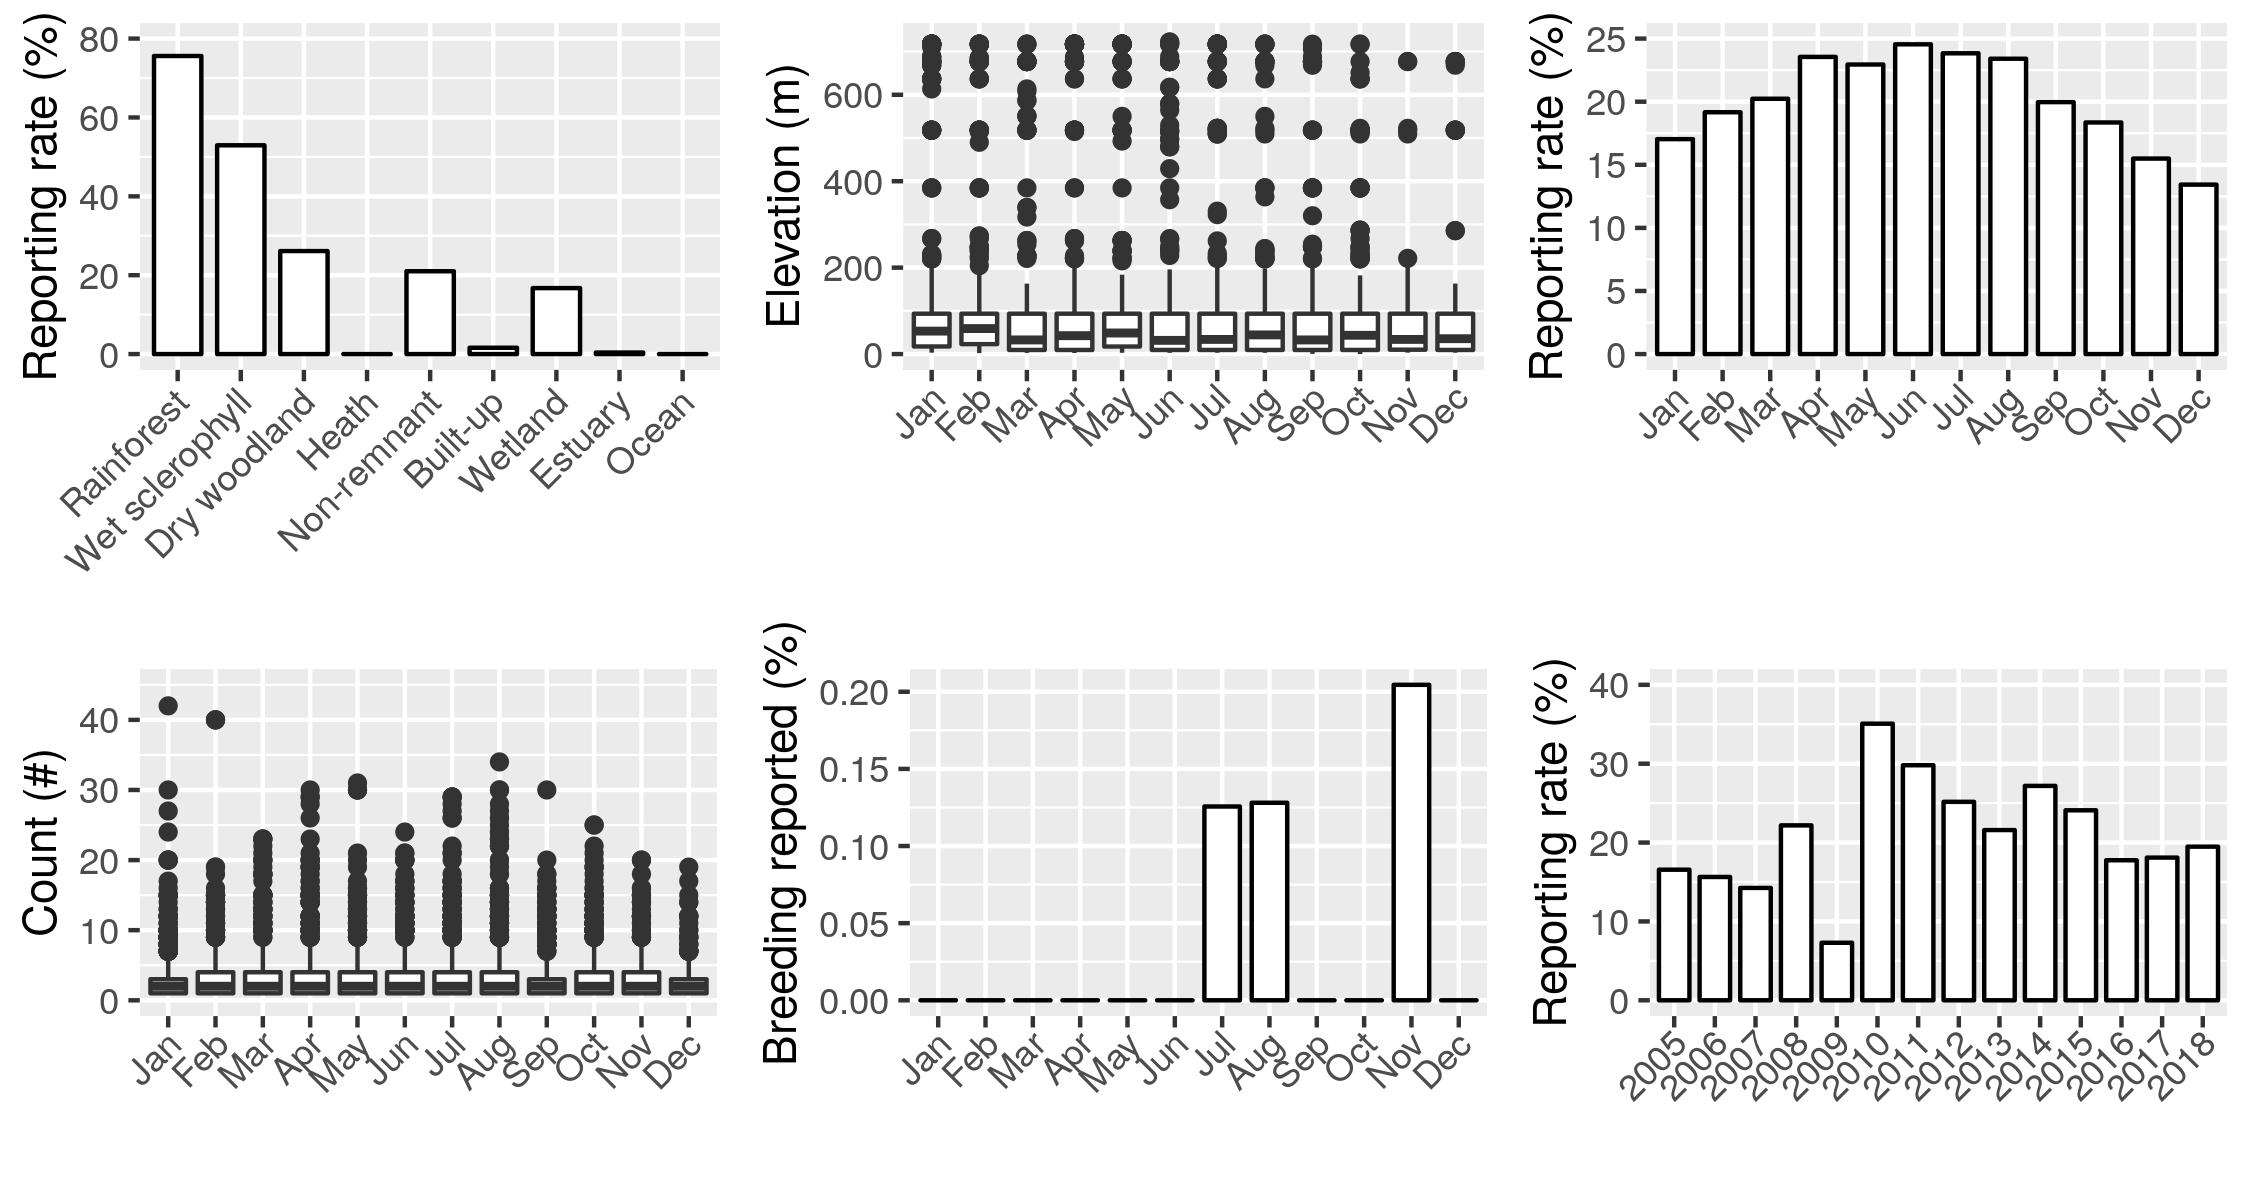 Reporting rate (%)
80
60
40
20
0
Rainforest
Wet sclerophyll
Dry woodland
Heath
Non-remnant
Built-up
Wetland
Estuary
Ocean
Elevation (m)
600
400
200
0
Jan
Feb
Mar
Apr
May
Jun
Jul
Aug
Sep
Oct
Nov
Dec
Reporting rate (%)
25
20
15
10
5
0
Jan
Feb
Mar
Apr
May
Jun
Jul
Aug
Sep
Oct
Nov
Dec
Count (#)
40
30
20
10
0
Jan
Feb
Mar
Apr
May
Jun
Jul
Aug
Sep
Oct
Nov
Dec
Breeding reported (%)
0.20
0.15
0.10
0.05
0.00
Jan
Feb
Mar
Apr
May
Jun
Jul
Aug
Sep
Oct
Nov
Dec
Reporting rate (%)
40
30
20
10
0
2005
2006
2007
2008
2009
2010
2011
2012
2013
2014
2015
2016
2017
2018